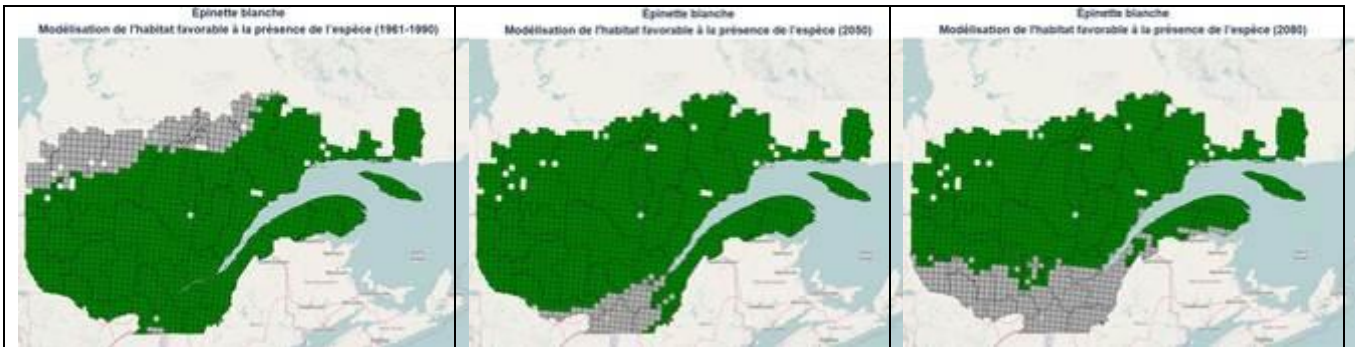 Épinette blanche
Modélisation de l'habitat favorable à la présence de l'espèce (1961-1990)
Épinette blanche
Modélisation de l'habitat favorable à la présence de l'espèce (2050)
Épinette blanche
Modélisation de l'habitat favorable à la présence de l'espèce (2080)